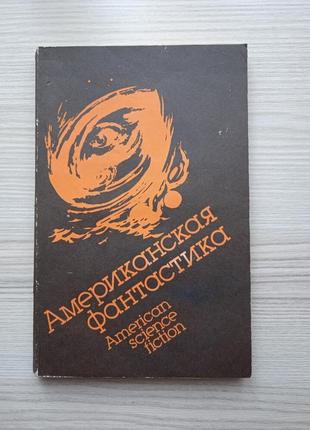 Американская
фантастика
American
science
fiction